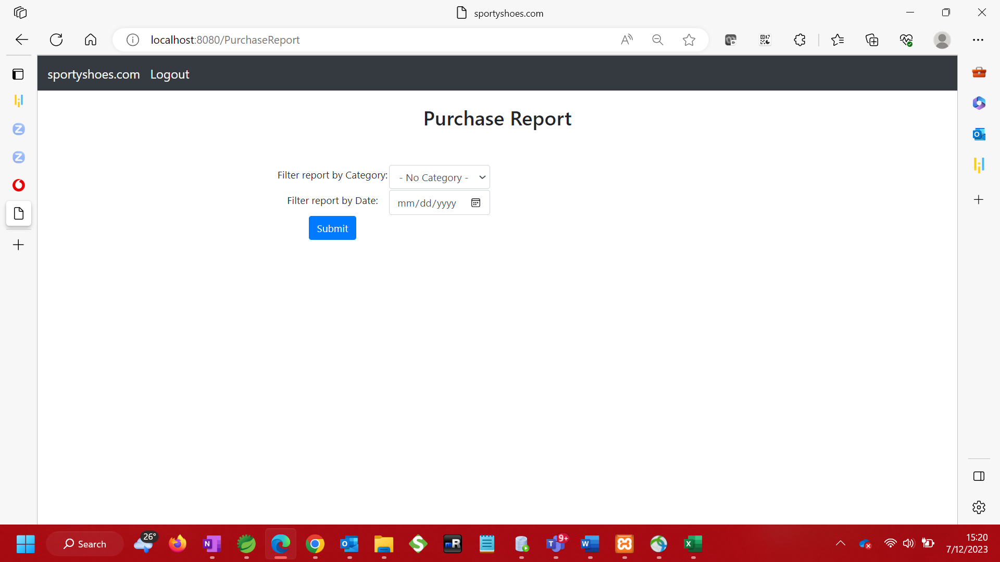 sportyshoes.com
localhost:8080/PurchaseReport
sportyshoes.com Logout
Purchase Report
Filter report by Category: - No Category -
Filter report by Date: mm/dd/yyyy
Submit
26°
Search
9+
15:20
7/12/2023